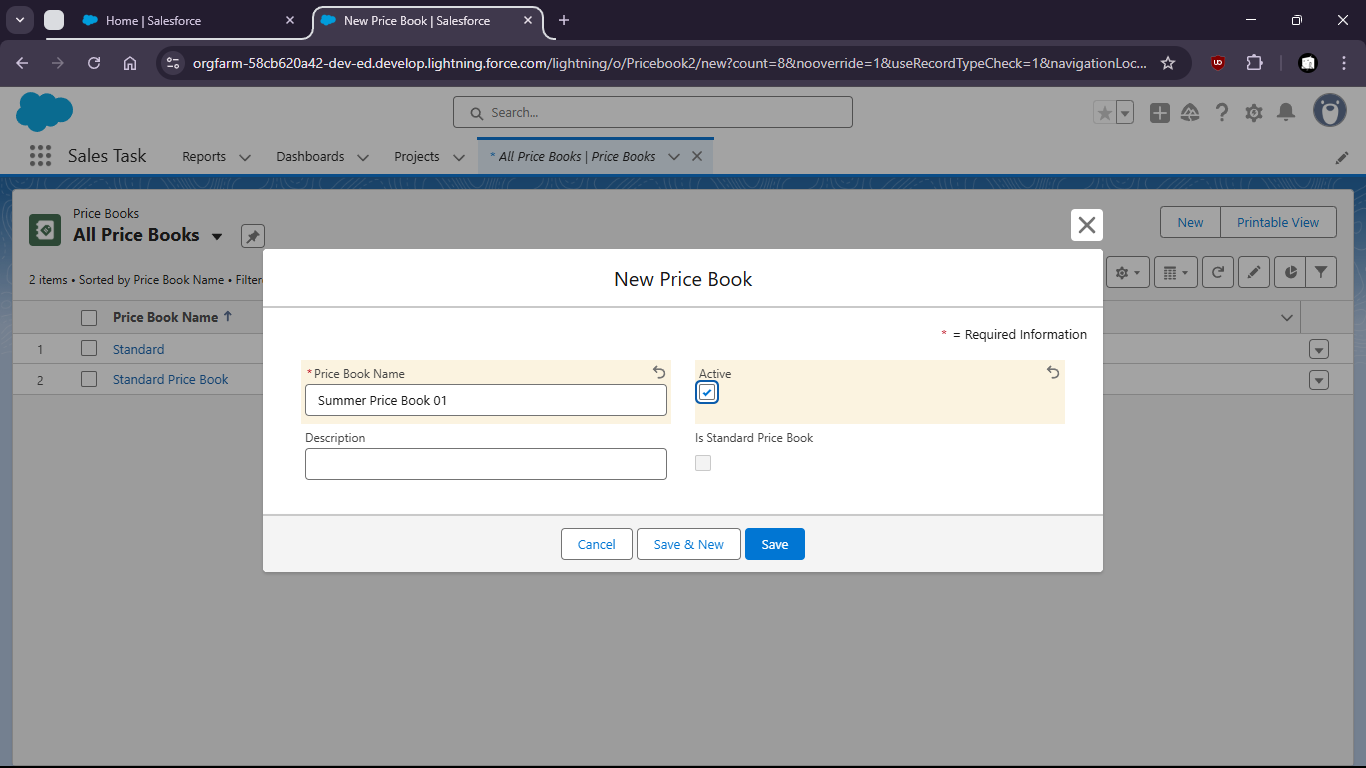 Home | Salesforce
New Price Book | Salesforce
orgfarm-58cb620a42-dev-ed.develop.lightning.force.com/lightning/o/Pricebook2/new?count=8&nooverride=1&useRecordTypeCheck=1&navigationLoc...
Search...
Sales Task
Reports
Dashboards
Projects
* All Price Books | Price Books
Price Books
All Price Books
New
Printable View
2 items • Sorted by Price Book Name • Filter
Price Book Name
1
Standard
2
Standard Price Book
New Price Book
* = Required Information
*Price Book Name
Active
Summer Price Book 01
Description
Is Standard Price Book
Cancel
Save & New
Save